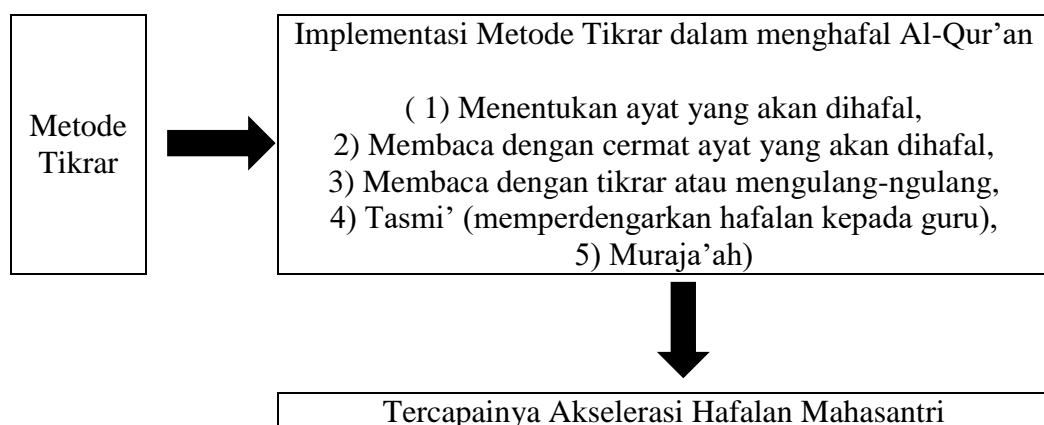 Metode
Tikrar
Implementasi Metode Tikrar dalam menghafal Al-Qur’an
( 1) Menentukan ayat yang akan dihafal,
2) Membaca dengan cermat ayat yang akan dihafal,
3) Membaca dengan tikrar atau mengulang-ngulang,
4) Tasmi’ (memperdengarkan hafalan kepada guru),
5) Muraja’ah)
Tercapainya Akselerasi Hafalan Mahasantri